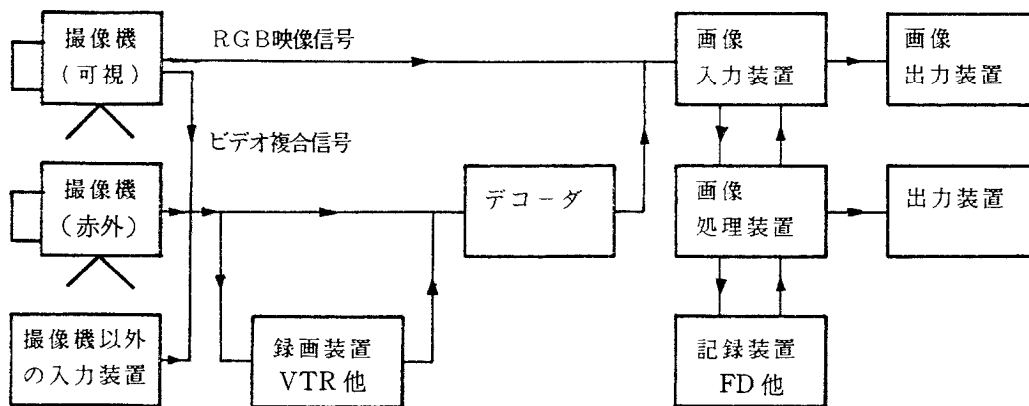 撮像機
(可視)
RGB映像信号
画像
入力装置
画像
出力装置
ビデオ複合信号
撮像機
(赤外)
デコーダ
画像
処理装置
出力装置
撮像機以外
の入力装置
録画装置
VTR他
記録装置
FD他